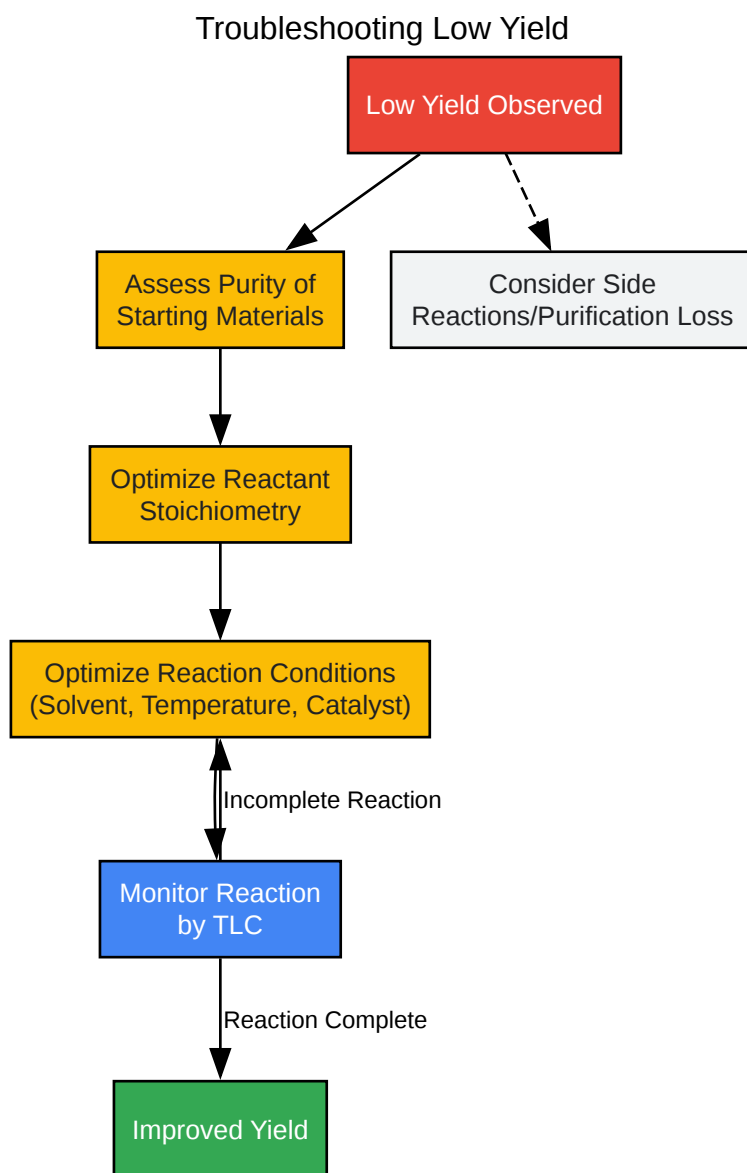 Troubleshooting Low Yield
Low Yield Observed
Assess Purity of
Starting Materials
Consider Side
Reactions/Purification Loss
Optimize Reactant
Stoichiometry
Optimize Reaction Conditions
(Solvent, Temperature, Catalyst)
Incomplete Reaction
Monitor Reaction
by TLC
Reaction Complete
Improved Yield